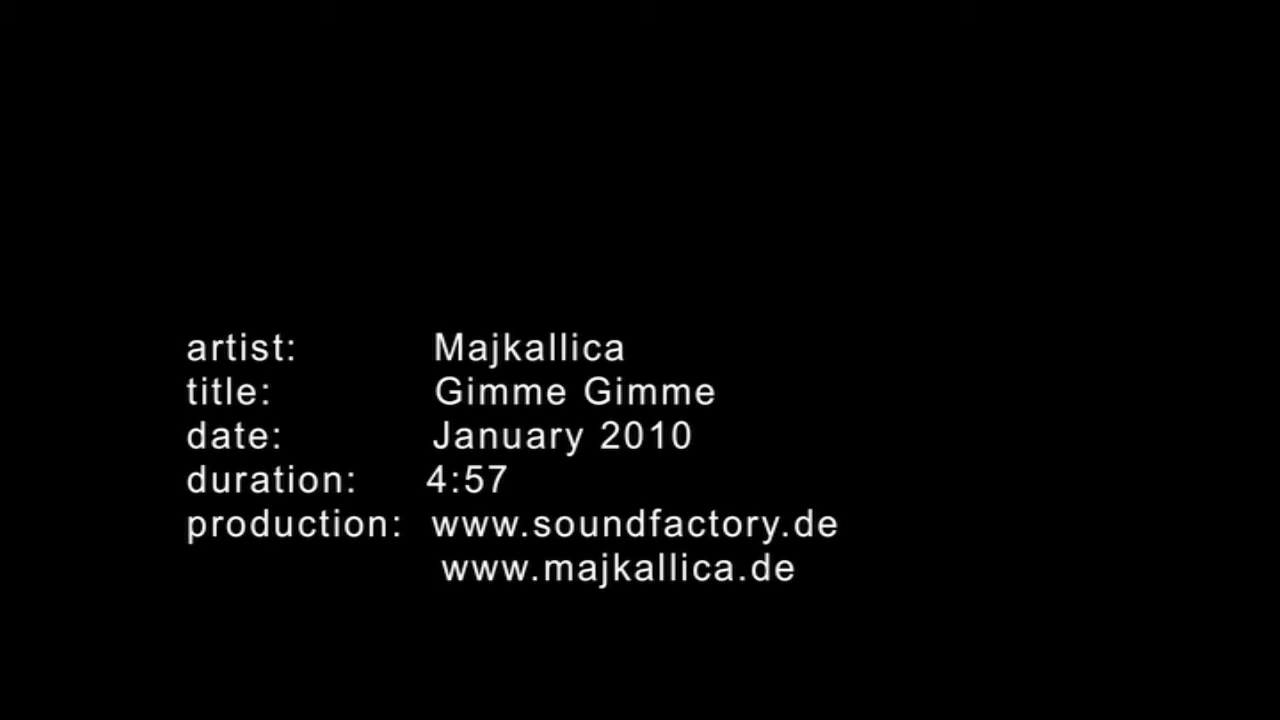 artist: Majkallica
title: Gimme Gimme
date: January 2010
duration: 4:57
production: www.soundfactory.de
www.majkallica.de